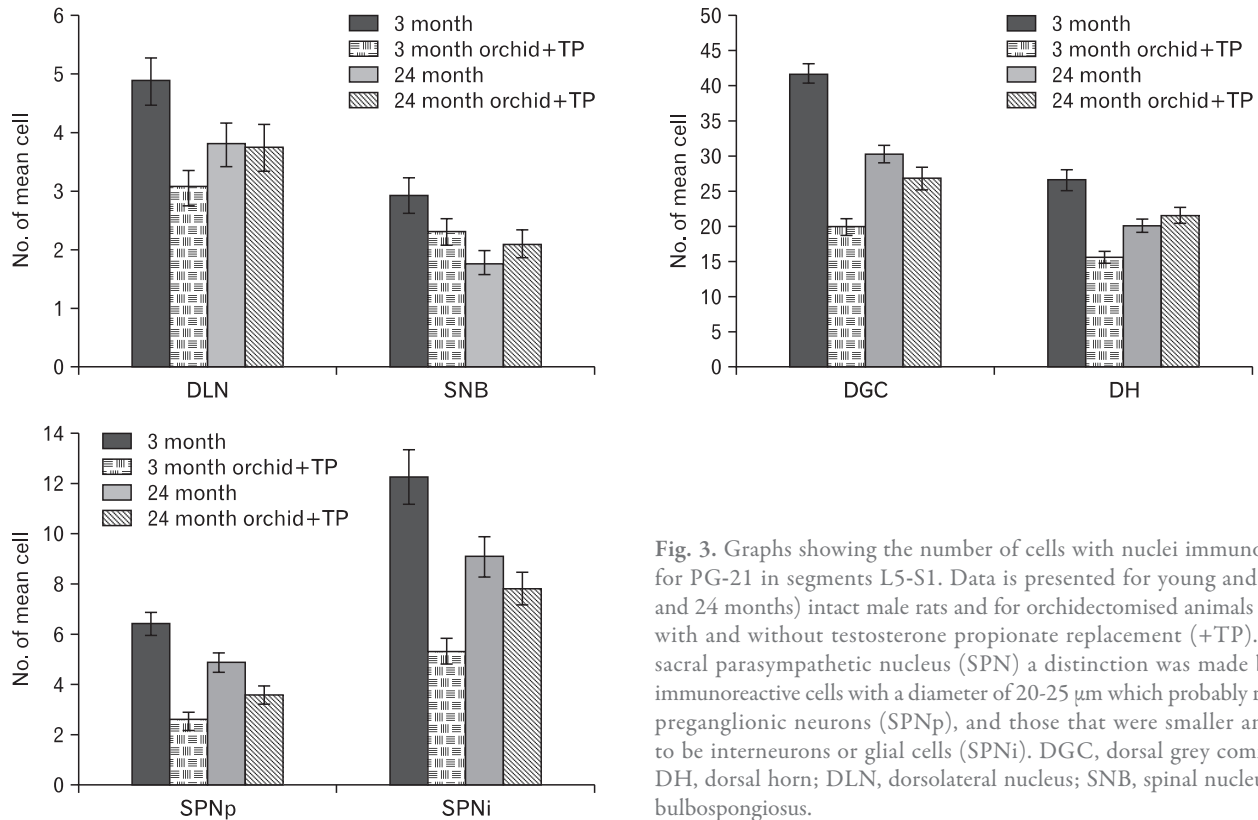 6
5
4
3
2
1
0
No. of mean cell
3 month
3 month orchid+TP
24 month
24 month orchid+TP
DLN
SNB
50
45
40
35
30
25
20
15
10
5
0
No. of mean cell
3 month
3 month orchid+TP
24 month
24 month orchid+TP
DGC
DH
14
12
10
8
6
4
2
0
No. of mean cell
3 month
3 month orchid+TP
24 month
24 month orchid+TP
SPNp
SPNi
Fig. 3. Graphs showing the number of cells with nuclei immuno
for PG-21 in segments L5-S1. Data is presented for young and
and 24 months) intact male rats and for orchidectomised animals
with and without testosterone propionate replacement (+TP).
sacral parasympathetic nucleus (SPN) a distinction was made
immunoreactive cells with a diameter of 20-25 μm which probably
preganglionic neurons (SPNp), and those that were smaller
to be interneurons or glial cells (SPNi). DGC, dorsal grey com
DH, dorsal horn; DLN, dorsolateral nucleus; SNB, spinal
bulbospongiosus.